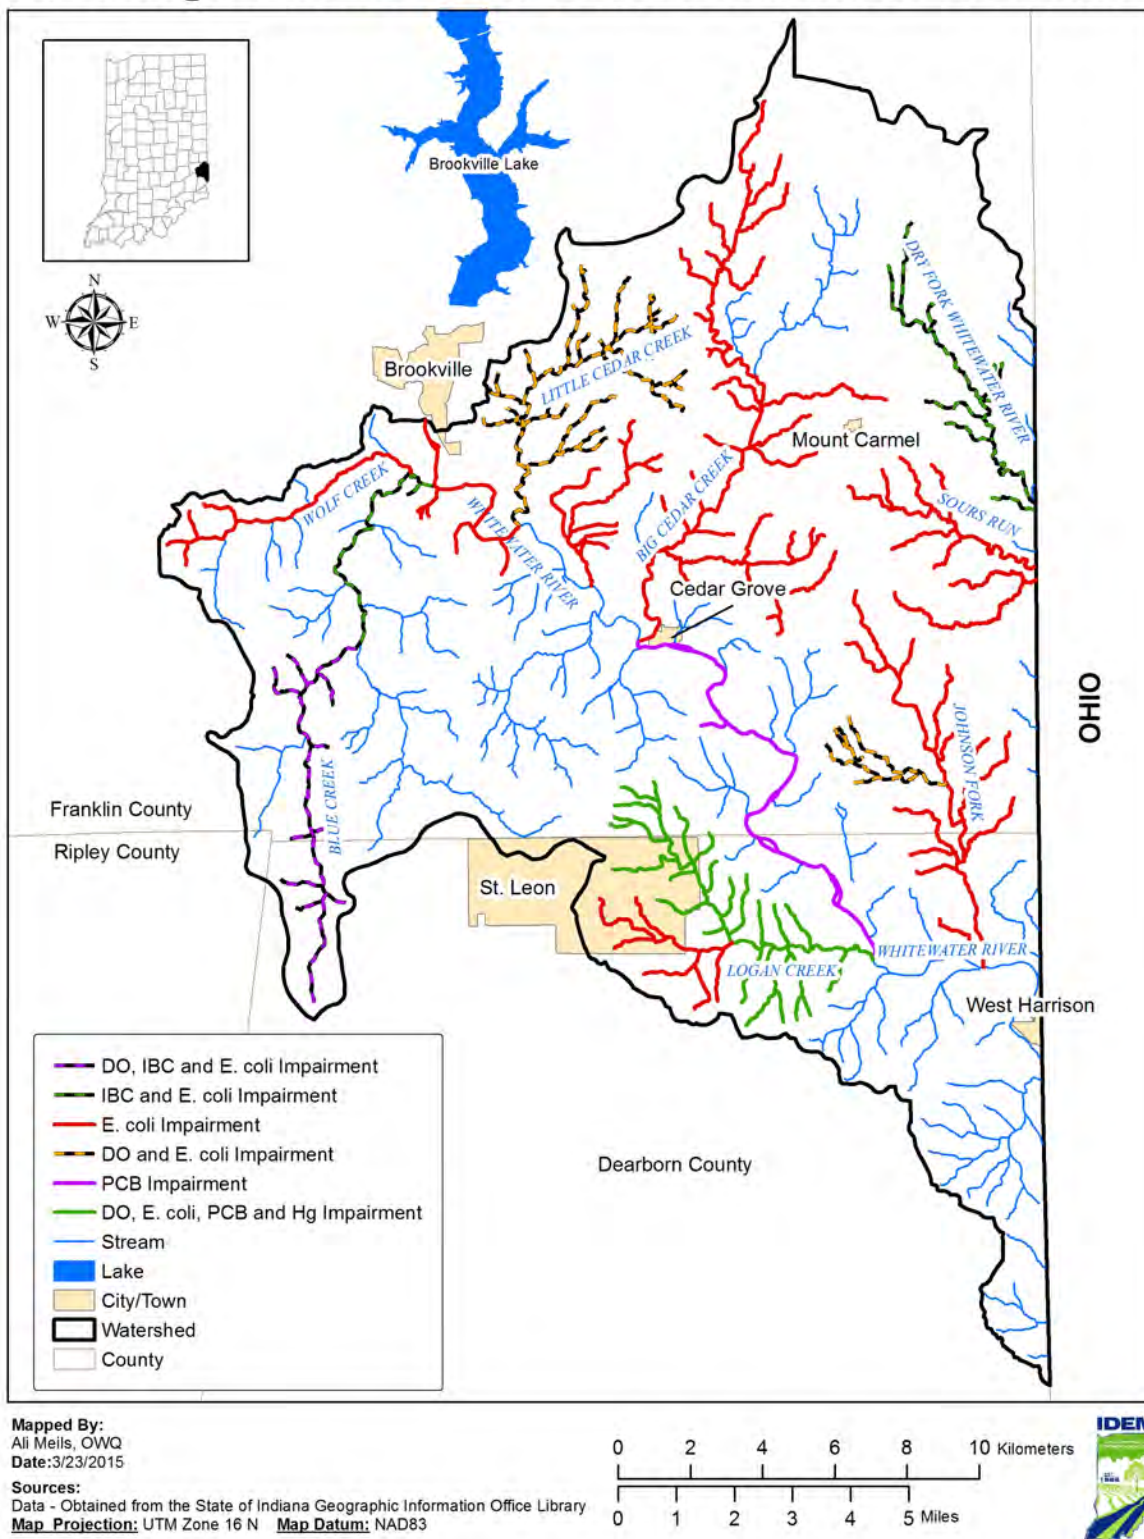 Brookville Lake
N
W E
S
Brookville
LITTLE CEDAR CREEK
DRY FORK WHITEWATER RIVER
Mount Carmel
WOLF CREEK
WHITEWATER RIVER
BIG CEDAR CREEK
SOURS RUN
Cedar Grove
OHIO
JOHNSON FORK
BLUE CREEK
Franklin County
Ripley County
St. Leon
WHITEWATER RIVER
LOGAN CREEK
West Harrison
Dearborn County
DO, IBC and E. coli Impairment
IBC and E. coli Impairment
E. coli Impairment
DO and E. coli Impairment
PCB Impairment
DO, E. coli, PCB and Hg Impairment
Stream
Lake
City/Town
Watershed
County
Mapped By:
Ali Meils, OWQ
Date:3/23/2015
Sources:
Data - Obtained from the State of Indiana Geographic Information Office Library
Map Projection: UTM Zone 16 N Map Datum: NAD83
0 2 4 6 8 10 Kilometers
0 1 2 3 4 5 Miles
IDEM